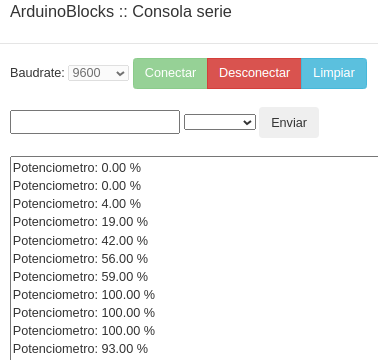 ArduinoBlocks :: Consola serie
Baudrate: 9600 Conectar Desconectar Limpiar
Enviar
Potenciometro: 0.00 %
Potenciometro: 0.00 %
Potenciometro: 4.00 %
Potenciometro: 19.00 %
Potenciometro: 42.00 %
Potenciometro: 56.00 %
Potenciometro: 59.00 %
Potenciometro: 100.00 %
Potenciometro: 100.00 %
Potenciometro: 100.00 %
Potenciometro: 93.00 %